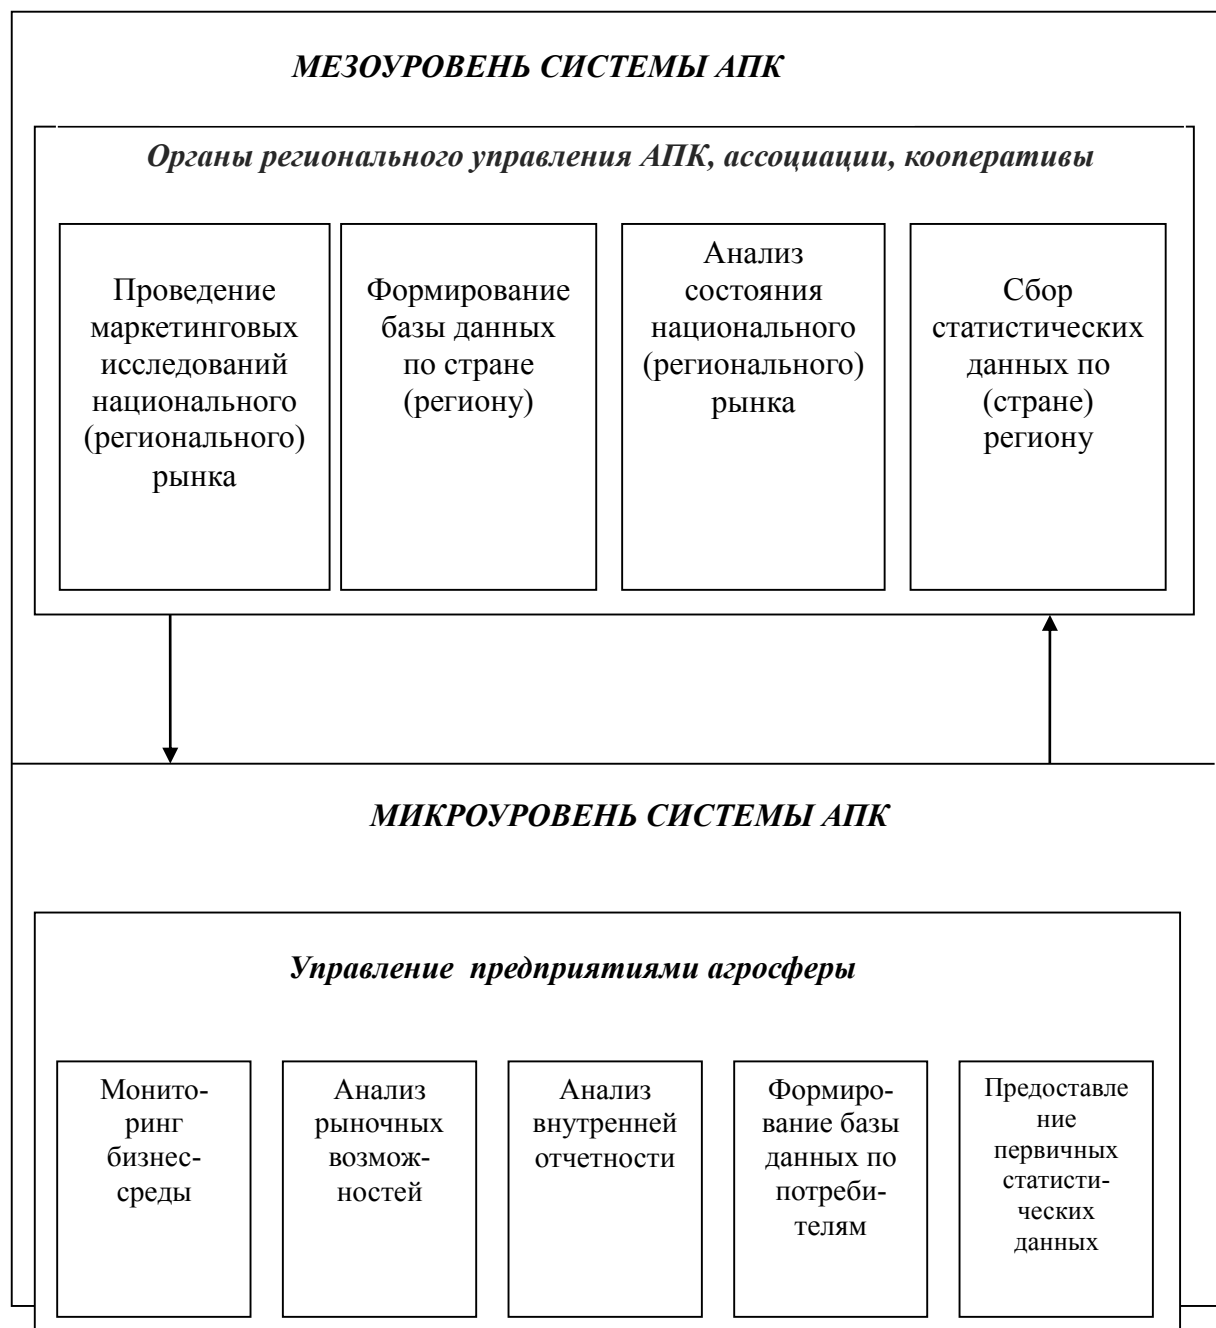 МЕЗОУРОВЕНЬ СИСТЕМЫ АПК
Органы регионального управления АПК, ассоциации, кооперативы
Проведение
маркетинговых
исследований
национального
(регионального)
рынка
Формирование
базы данных
по стране
(региону)
Анализ
состояния
национального
(регионального)
рынка
Сбор
статистических
данных по
(стране)
региону
МИКРОУРОВЕНЬ СИСТЕМЫ АПК
Управление предприятиями агросферы
Монито-
ринг
бизнес-
среды
Анализ
рыночных
возмож-
ностей
Анализ
внутренней
отчетности
Формиро-
вание базы
данных по
потреби-
телям
Предоставле
ние
первичных
статисти-
ческих
данных